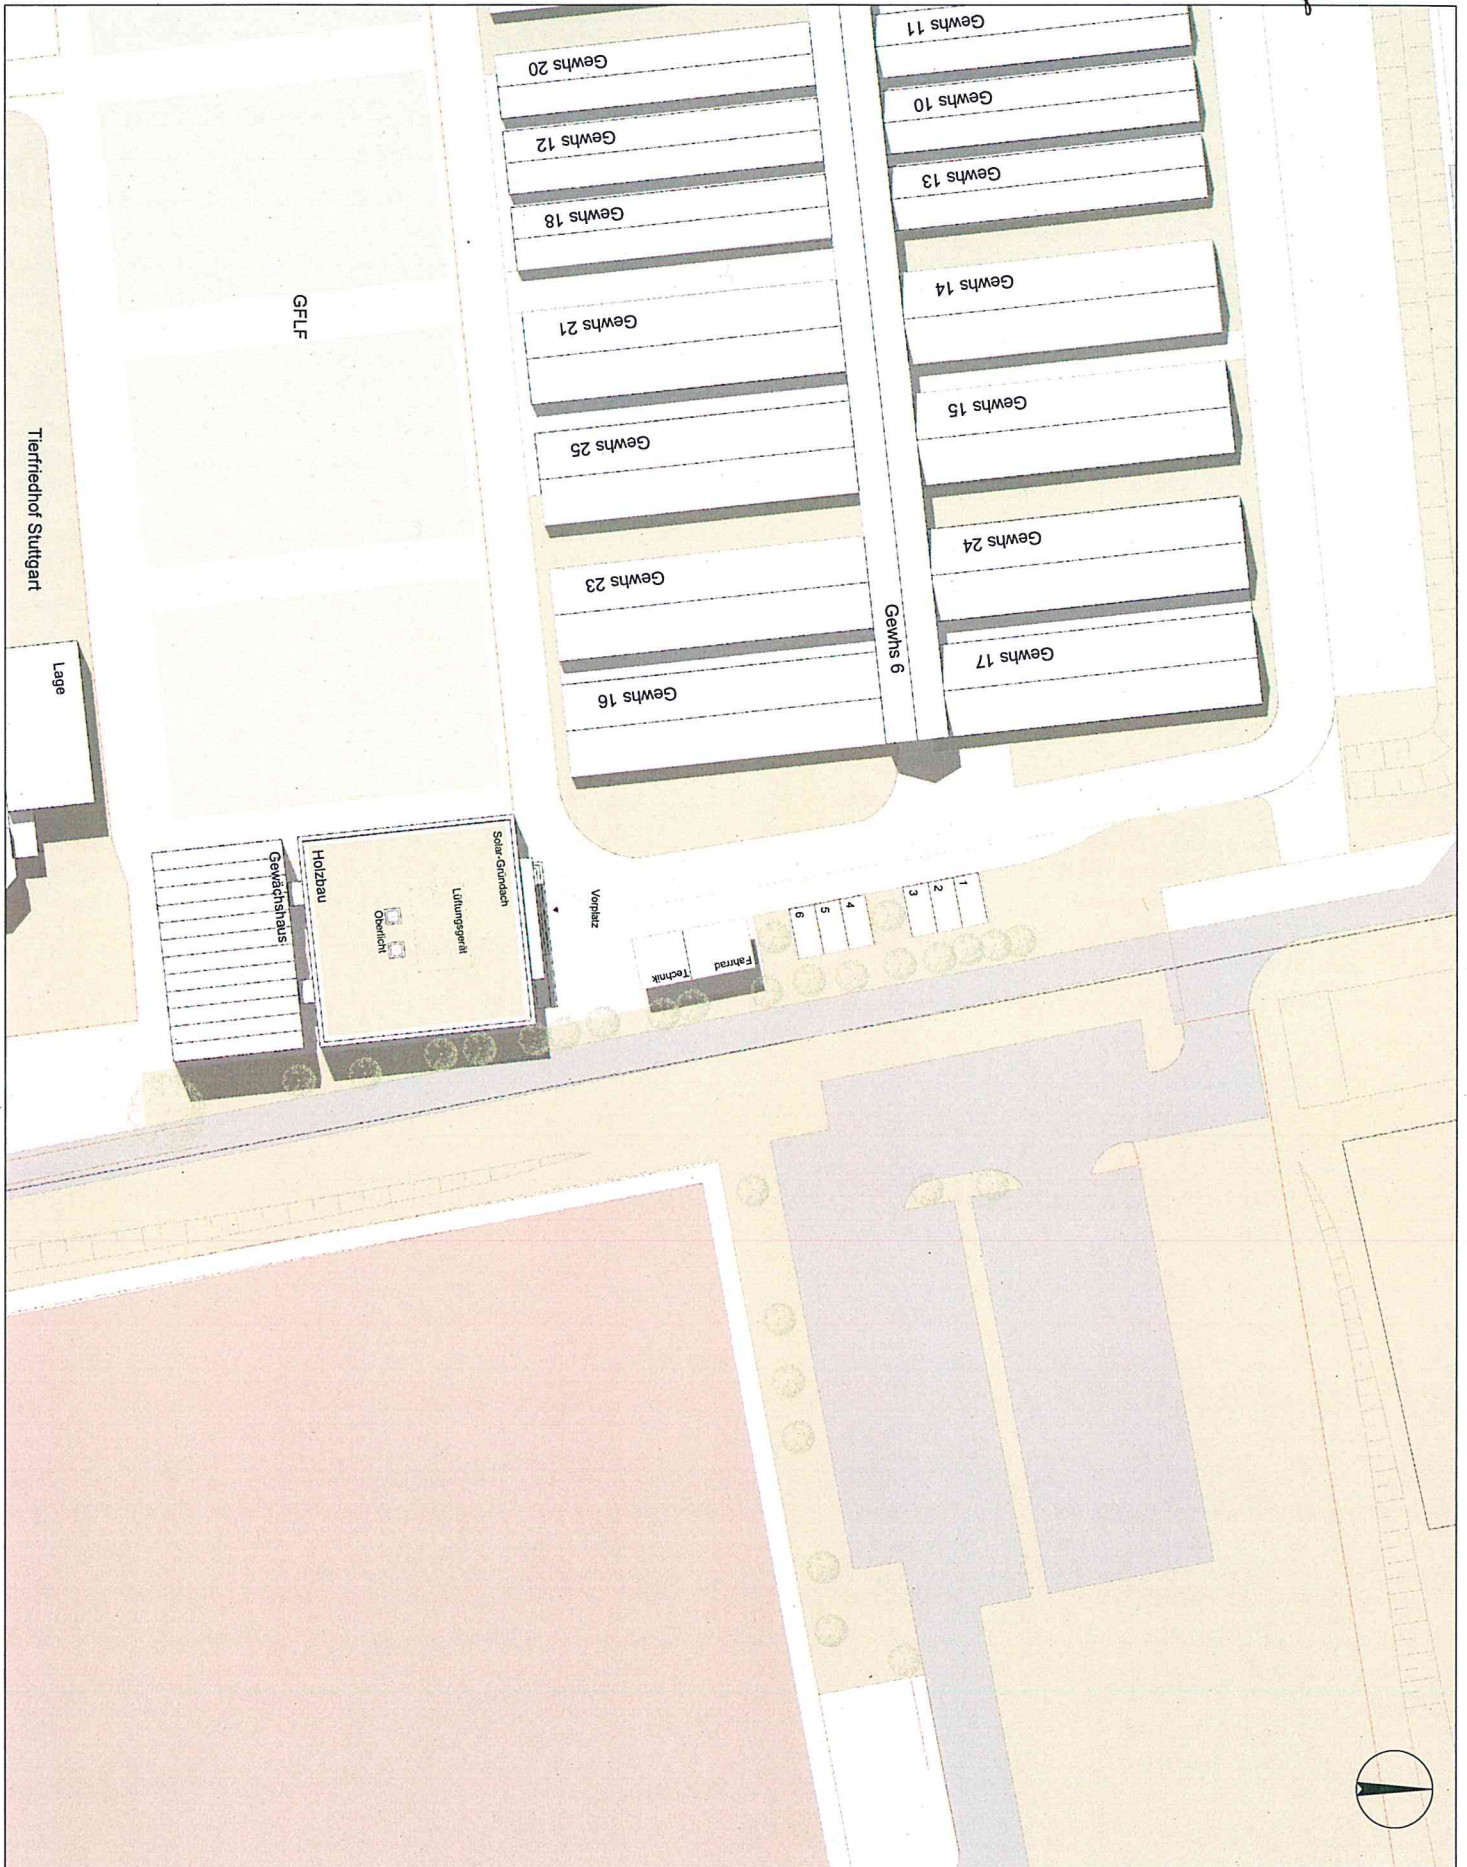 Gewhs 11
Gewhs 20
Gewhs 10
Gewhs 12
Gewhs 13
Gewhs 18
Gewhs 14
GFLF
Gewhs 21
Gewhs 15
Gewhs 25
Tierfriedhof Stuttgart
Gewhs 24
Gewhs 23
Gewhs 6
Gewhs 17
Lage
Gewhs 16
Solar-Gründach
Holzbau
Gewächshaus
Lüftungsgerät
Oberlicht
Vorplatz
1
2
3
4
5
6
Fahrrad
Technik